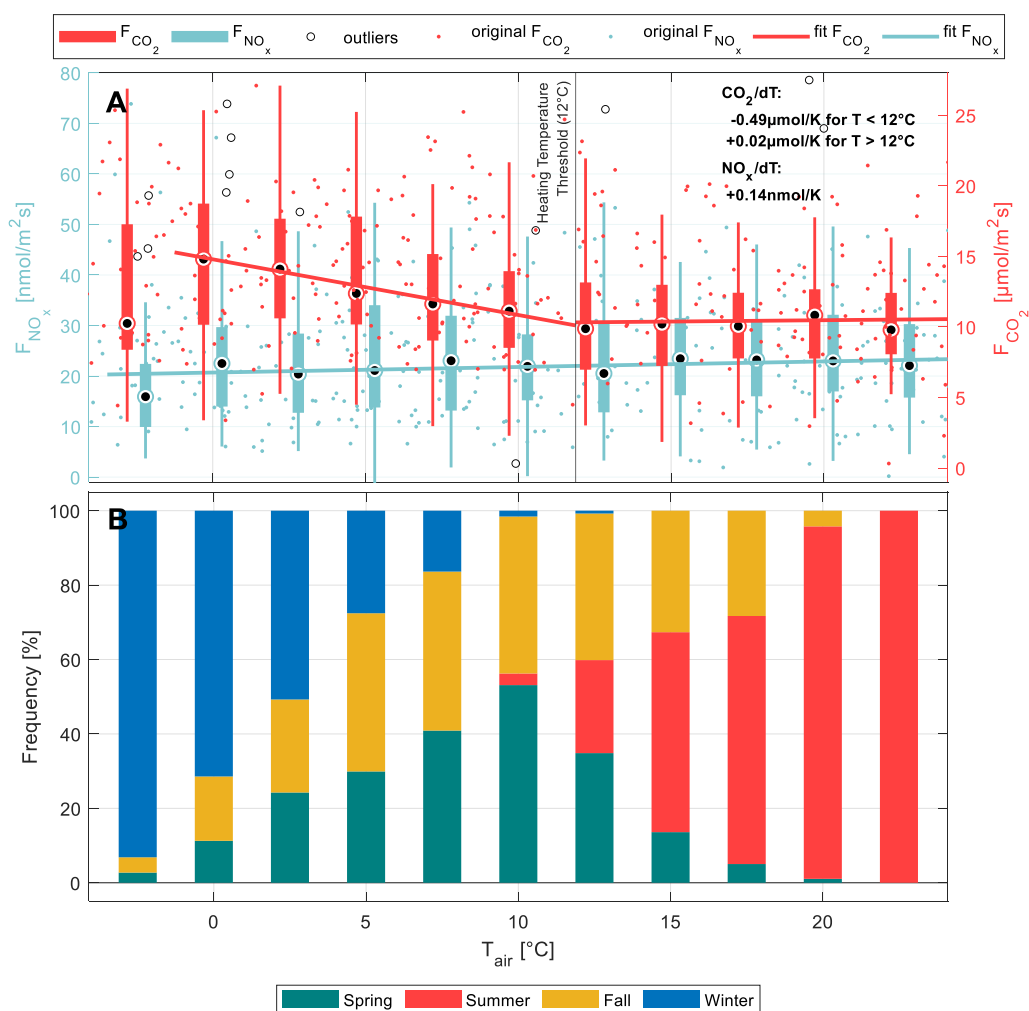 F_CO2 F_NOx outliers original F_CO2 original F_NOx fit F_CO2 fit F_NOx
A
CO2/dT:
-0.49µmol/K for T < 12°C
+0.02µmol/K for T > 12°C
NOx/dT:
+0.14nmol/K
Heating Temperature
Threshold (12°C)
80
70
60
50
40
30
20
10
0
F_NOx [nmol/m²s]
25
20
15
10
5
0
F_CO2 [µmol/m²s]
B
100
80
60
40
20
0
Frequency [%]
0 5 10 15 20
T_air [°C]
Spring Summer Fall Winter